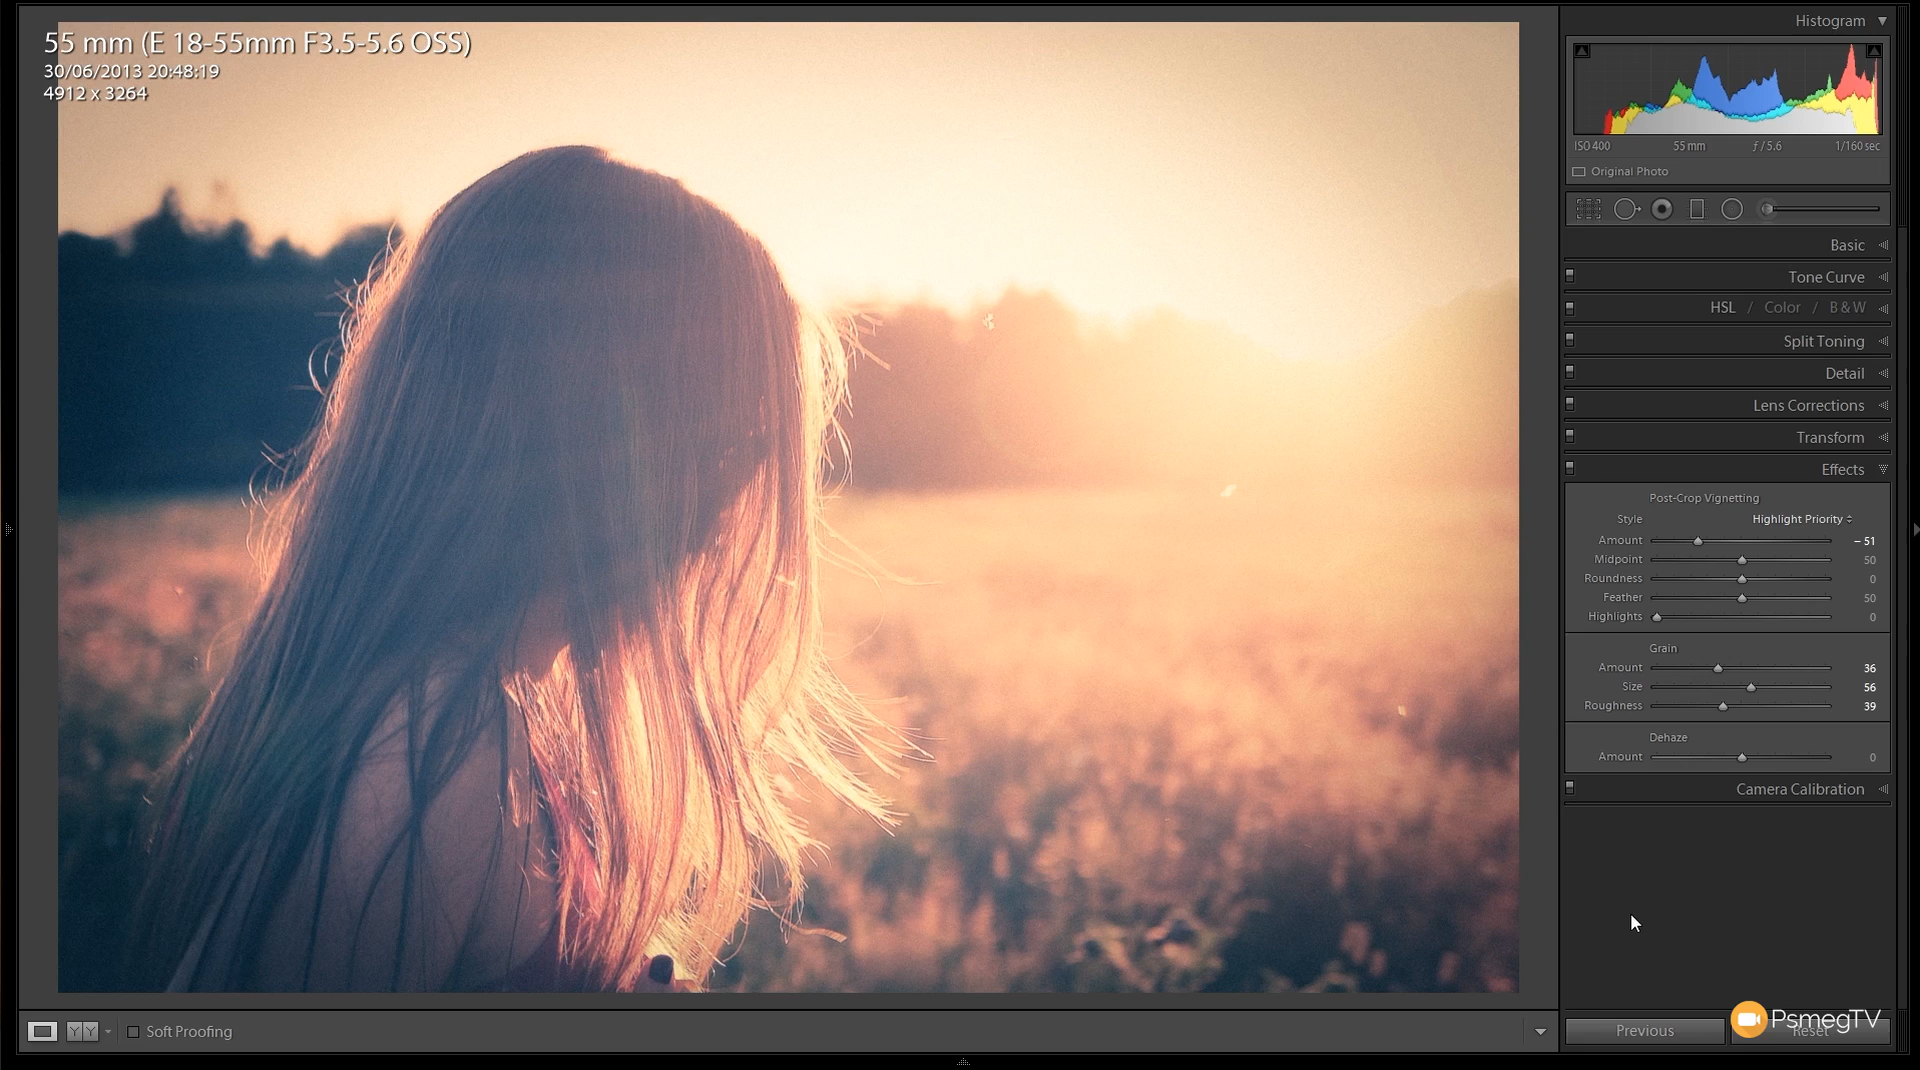 55 mm (E 18-55mm F3.5-5.6 OSS)
30/06/2013 20:48:19
4912 x 3264
Histogram
ISO 400 55 mm ƒ / 5.6 1/160 sec
Original Photo
Basic
Tone Curve
HSL / Color / B & W
Split Toning
Detail
Lens Corrections
Transform
Effects
Post-Crop Vignetting
Style Highlight Priority
Amount – 51
Midpoint 50
Roundness 0
Feather 50
Highlights 0
Grain
Amount 36
Size 56
Roughness 39
Dehaze
Amount 0
Camera Calibration
PsmegTV
Y Y Soft Proofing
Previous Reset